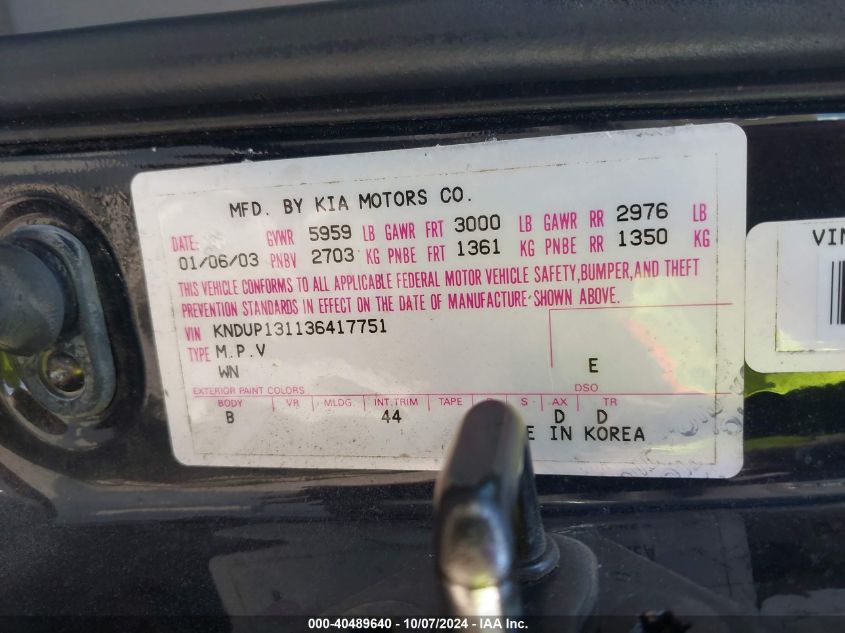 MFD. BY KIA MOTORS CO.
DATE: GVWR 5959 LB GAWR FRT 3000 LB GAWR RR 2976 LB
01/06/03 PNBV 2703 KG PNBE FRT 1361 KG PNBE RR 1350 KG
THIS VEHICLE CONFORMS TO ALL APPLICABLE FEDERAL MOTOR VEHICLE SAFETY,BUMPER,AND THEFT
PREVENTION STANDARDS IN EFFECT ON THE DATE OF MANUFACTURE SHOWN ABOVE.
VIN KNDUP131136417751
TYPE M.P.V
WN E
EXTERIOR PAINT COLORS DSO
BODY VR MLDG. INT.TRIM TAPE S AX TR
B 44 D D
E IN KOREA
VIN
000-40489640 - 10/07/2024 - IAA Inc.